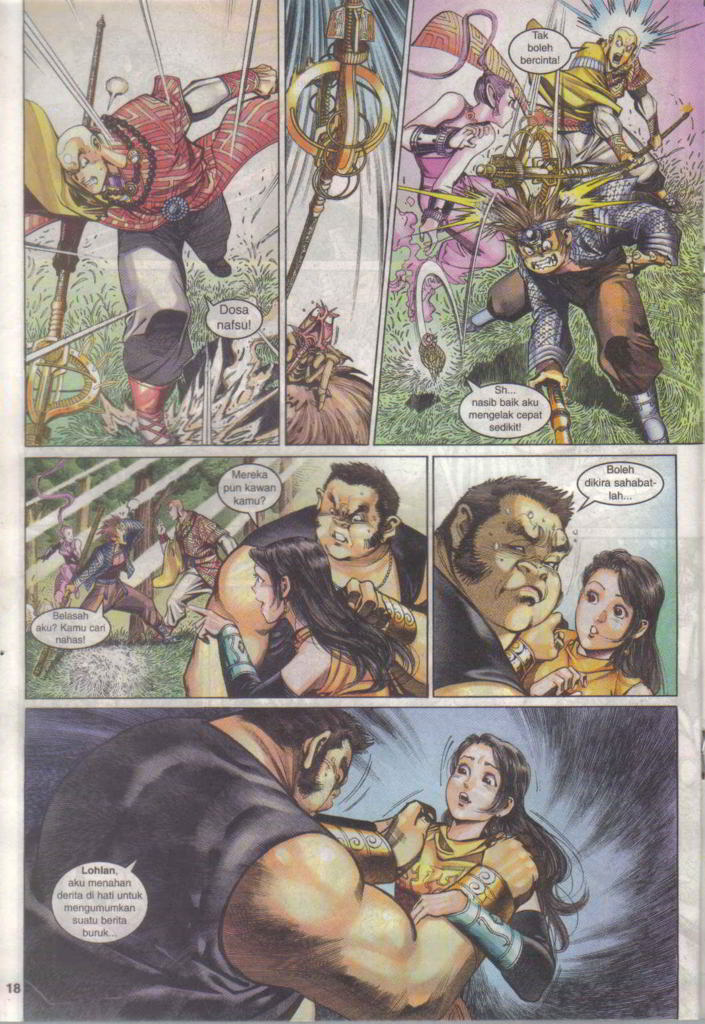 Dosa
nafsu!
Tak
boleh
bercinta!
Sh...
nasib baik aku
mengelak cepat
sedikit!
Mereka
pun kawan
kamu?
Belasah
aku? Kamu cari
nahas!
Boleh
dikira sahabat-
lah...
Lohlan,
aku menahan
derita di hati untuk
mengumumkan
suatu berita
buruk...
18